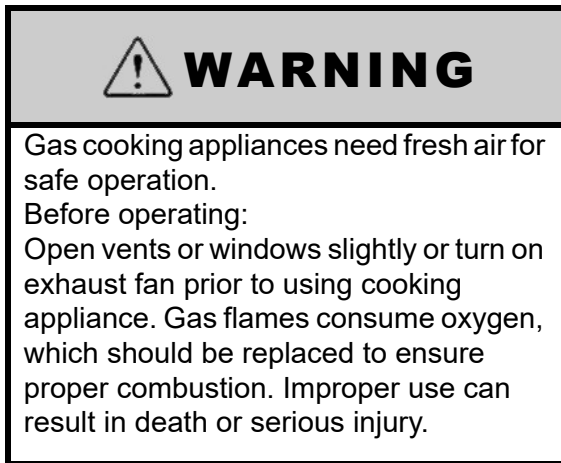 WARNING
Gas cooking appliances need fresh air for
safe operation.
Before operating:
Open vents or windows slightly or turn on
exhaust fan prior to using cooking
appliance. Gas flames consume oxygen,
which should be replaced to ensure
proper combustion. Improper use can
result in death or serious injury.